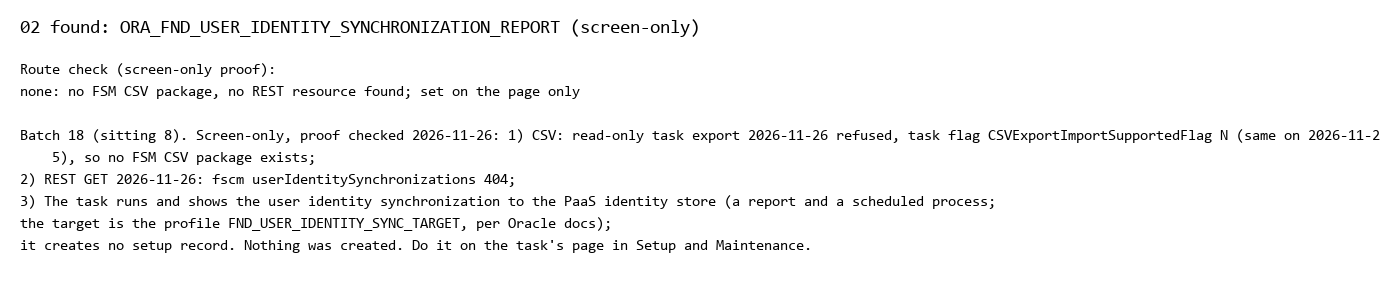 02 found: ORA_FND_USER_IDENTITY_SYNCHRONIZATION_REPORT (screen-only)
Route check (screen-only proof):
none: no FSM CSV package, no REST resource found; set on the page only
Batch 18 (sitting 8). Screen-only, proof checked 2026-11-26: 1) CSV: read-only task export 2026-11-26 refused, task flag CSVExportImportSupportedFlag N (same on 2026-11-2
5), so no FSM CSV package exists;
2) REST GET 2026-11-26: fscm userIdentitySynchronizations 404;
3) The task runs and shows the user identity synchronization to the PaaS identity store (a report and a scheduled process;
the target is the profile FND_USER_IDENTITY_SYNC_TARGET, per Oracle docs);
it creates no setup record. Nothing was created. Do it on the task's page in Setup and Maintenance.